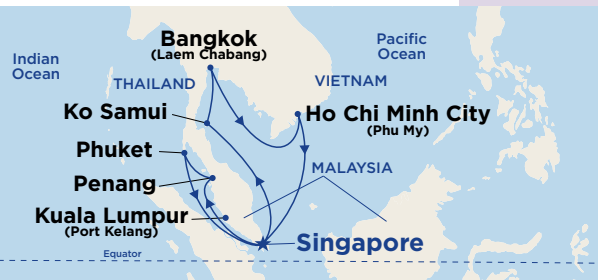 Bangkok
(Laem Chabang)
Pacific
Ocean
Indian
Ocean
THAILAND
VIETNAM
Ko Samui
Ho Chi Minh City
(Phu My)
Phuket
MALAYSIA
Penang
Kuala Lumpur
(Port Kelang)
Singapore
Equator